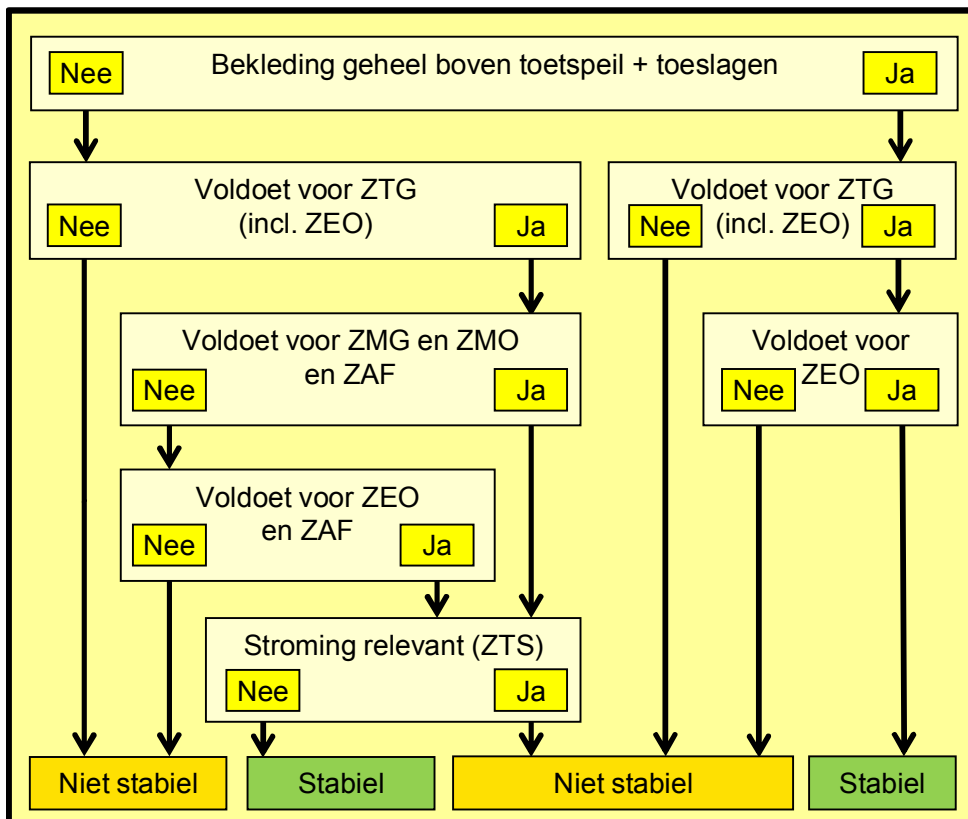 Bekleding geheel boven toetspeil + toeslagen
Nee
Ja
Voldoet voor ZTG
(incl. ZEO)
Nee
Ja
Voldoet voor ZTG
(incl. ZEO)
Nee
Ja
Voldoet voor ZMG en ZMO
en ZAF
Nee
Ja
Voldoet voor
ZEO
Nee
Ja
Voldoet voor ZEO
en ZAF
Nee
Ja
Stroming relevant (ZTS)
Nee
Ja
Niet stabiel
Stabiel
Niet stabiel
Stabiel